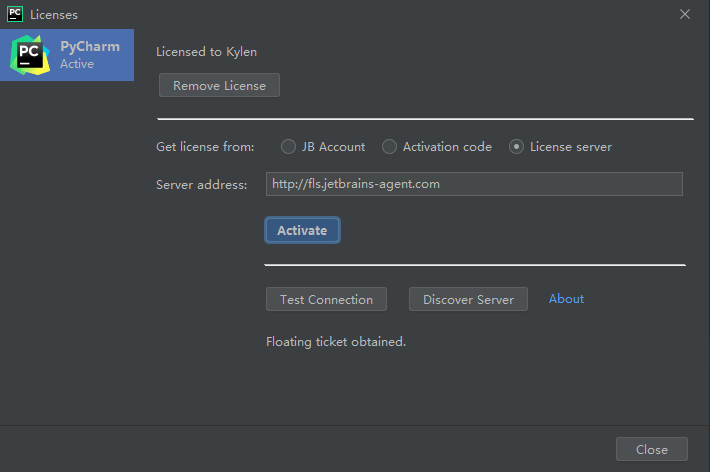 PC Licenses
PC PyCharm
Active
Licensed to Kylen
Remove License
Get license from: JB Account Activation code License server
Server address: http://fls.jetbrains-agent.com
Activate
Test Connection Discover Server About
Floating ticket obtained.
Close